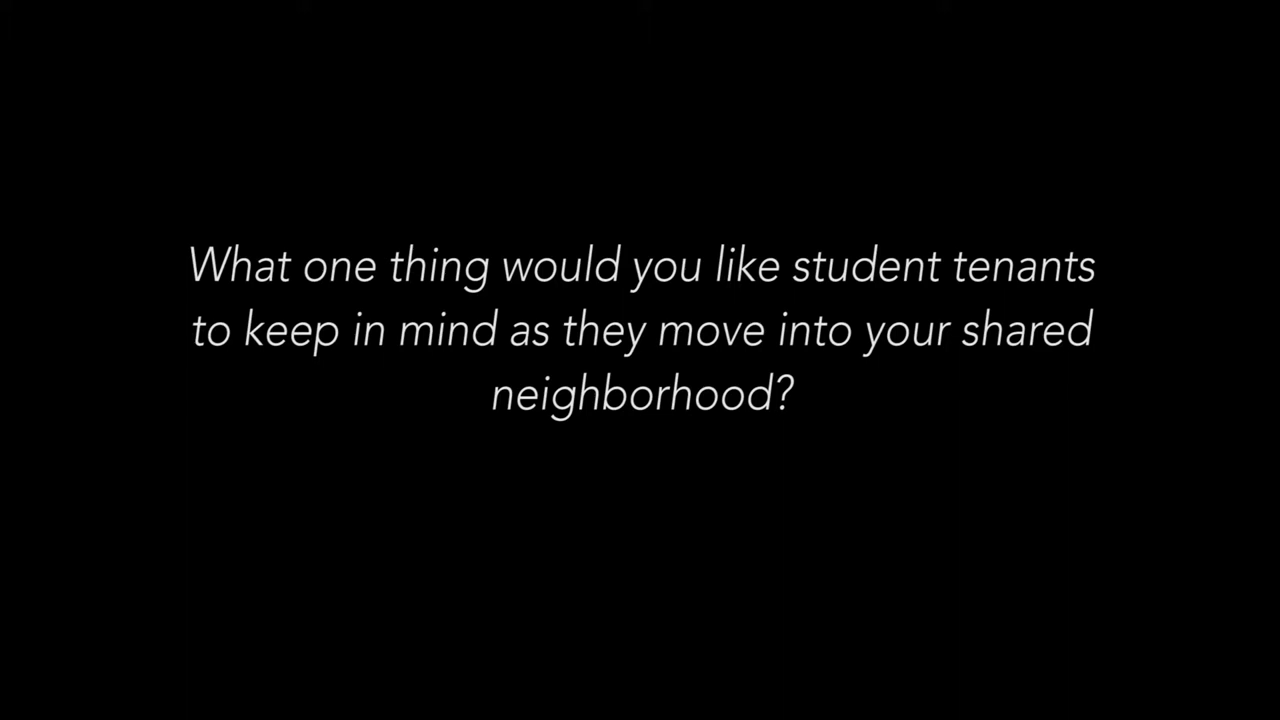 What one thing would you like student tenants
to keep in mind as they move into your shared
neighborhood?